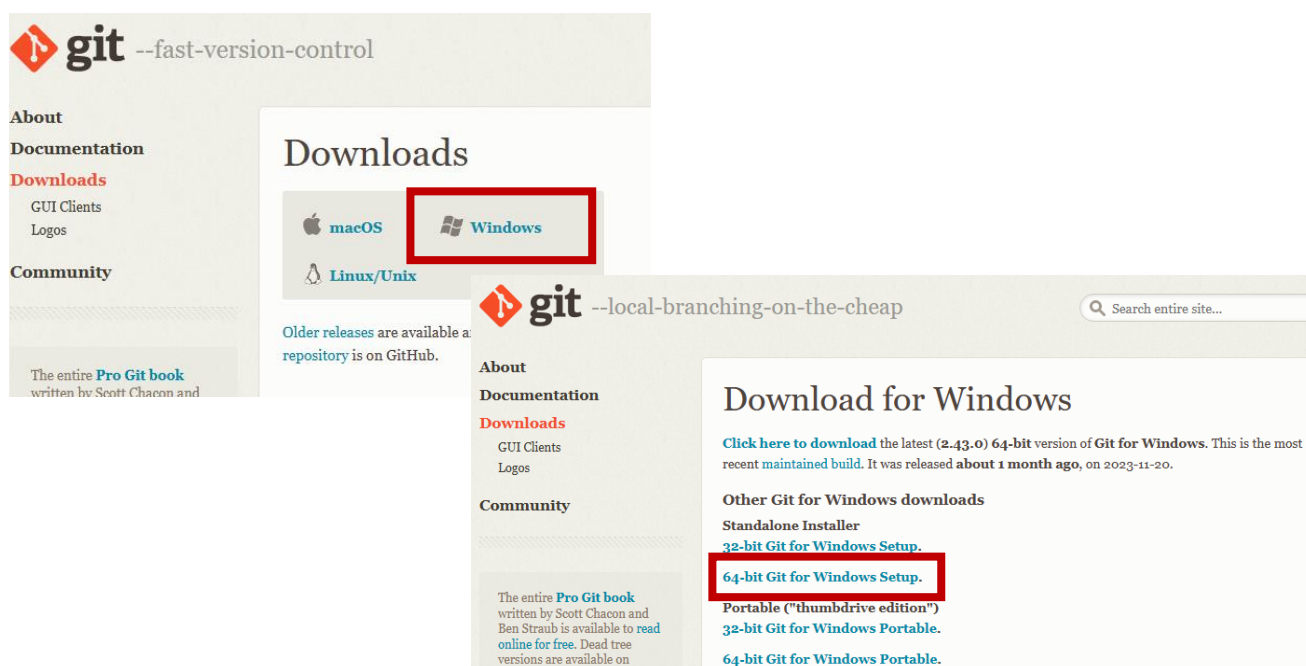 git --fast-version-control
About
Documentation
Downloads
GUI Clients
Logos
Community
The entire Pro Git book
written by Scott Chacon and
Downloads
macOS
Windows
Linux/Unix
Older releases are available
repository is on GitHub.
git --local-branching-on-the-cheap
Search entire site...
About
Documentation
Downloads
GUI Clients
Logos
Community
The entire Pro Git book
written by Scott Chacon and
Ben Straub is available to read
online for free. Dead tree
versions are available on
Download for Windows
Click here to download the latest (2.43.0) 64-bit version of Git for Windows. This is the most
recent maintained build. It was released about 1 month ago, on 2023-11-20.
Other Git for Windows downloads
Standalone Installer
32-bit Git for Windows Setup.
64-bit Git for Windows Setup.
Portable ("thumbdrive edition")
32-bit Git for Windows Portable.
64-bit Git for Windows Portable.